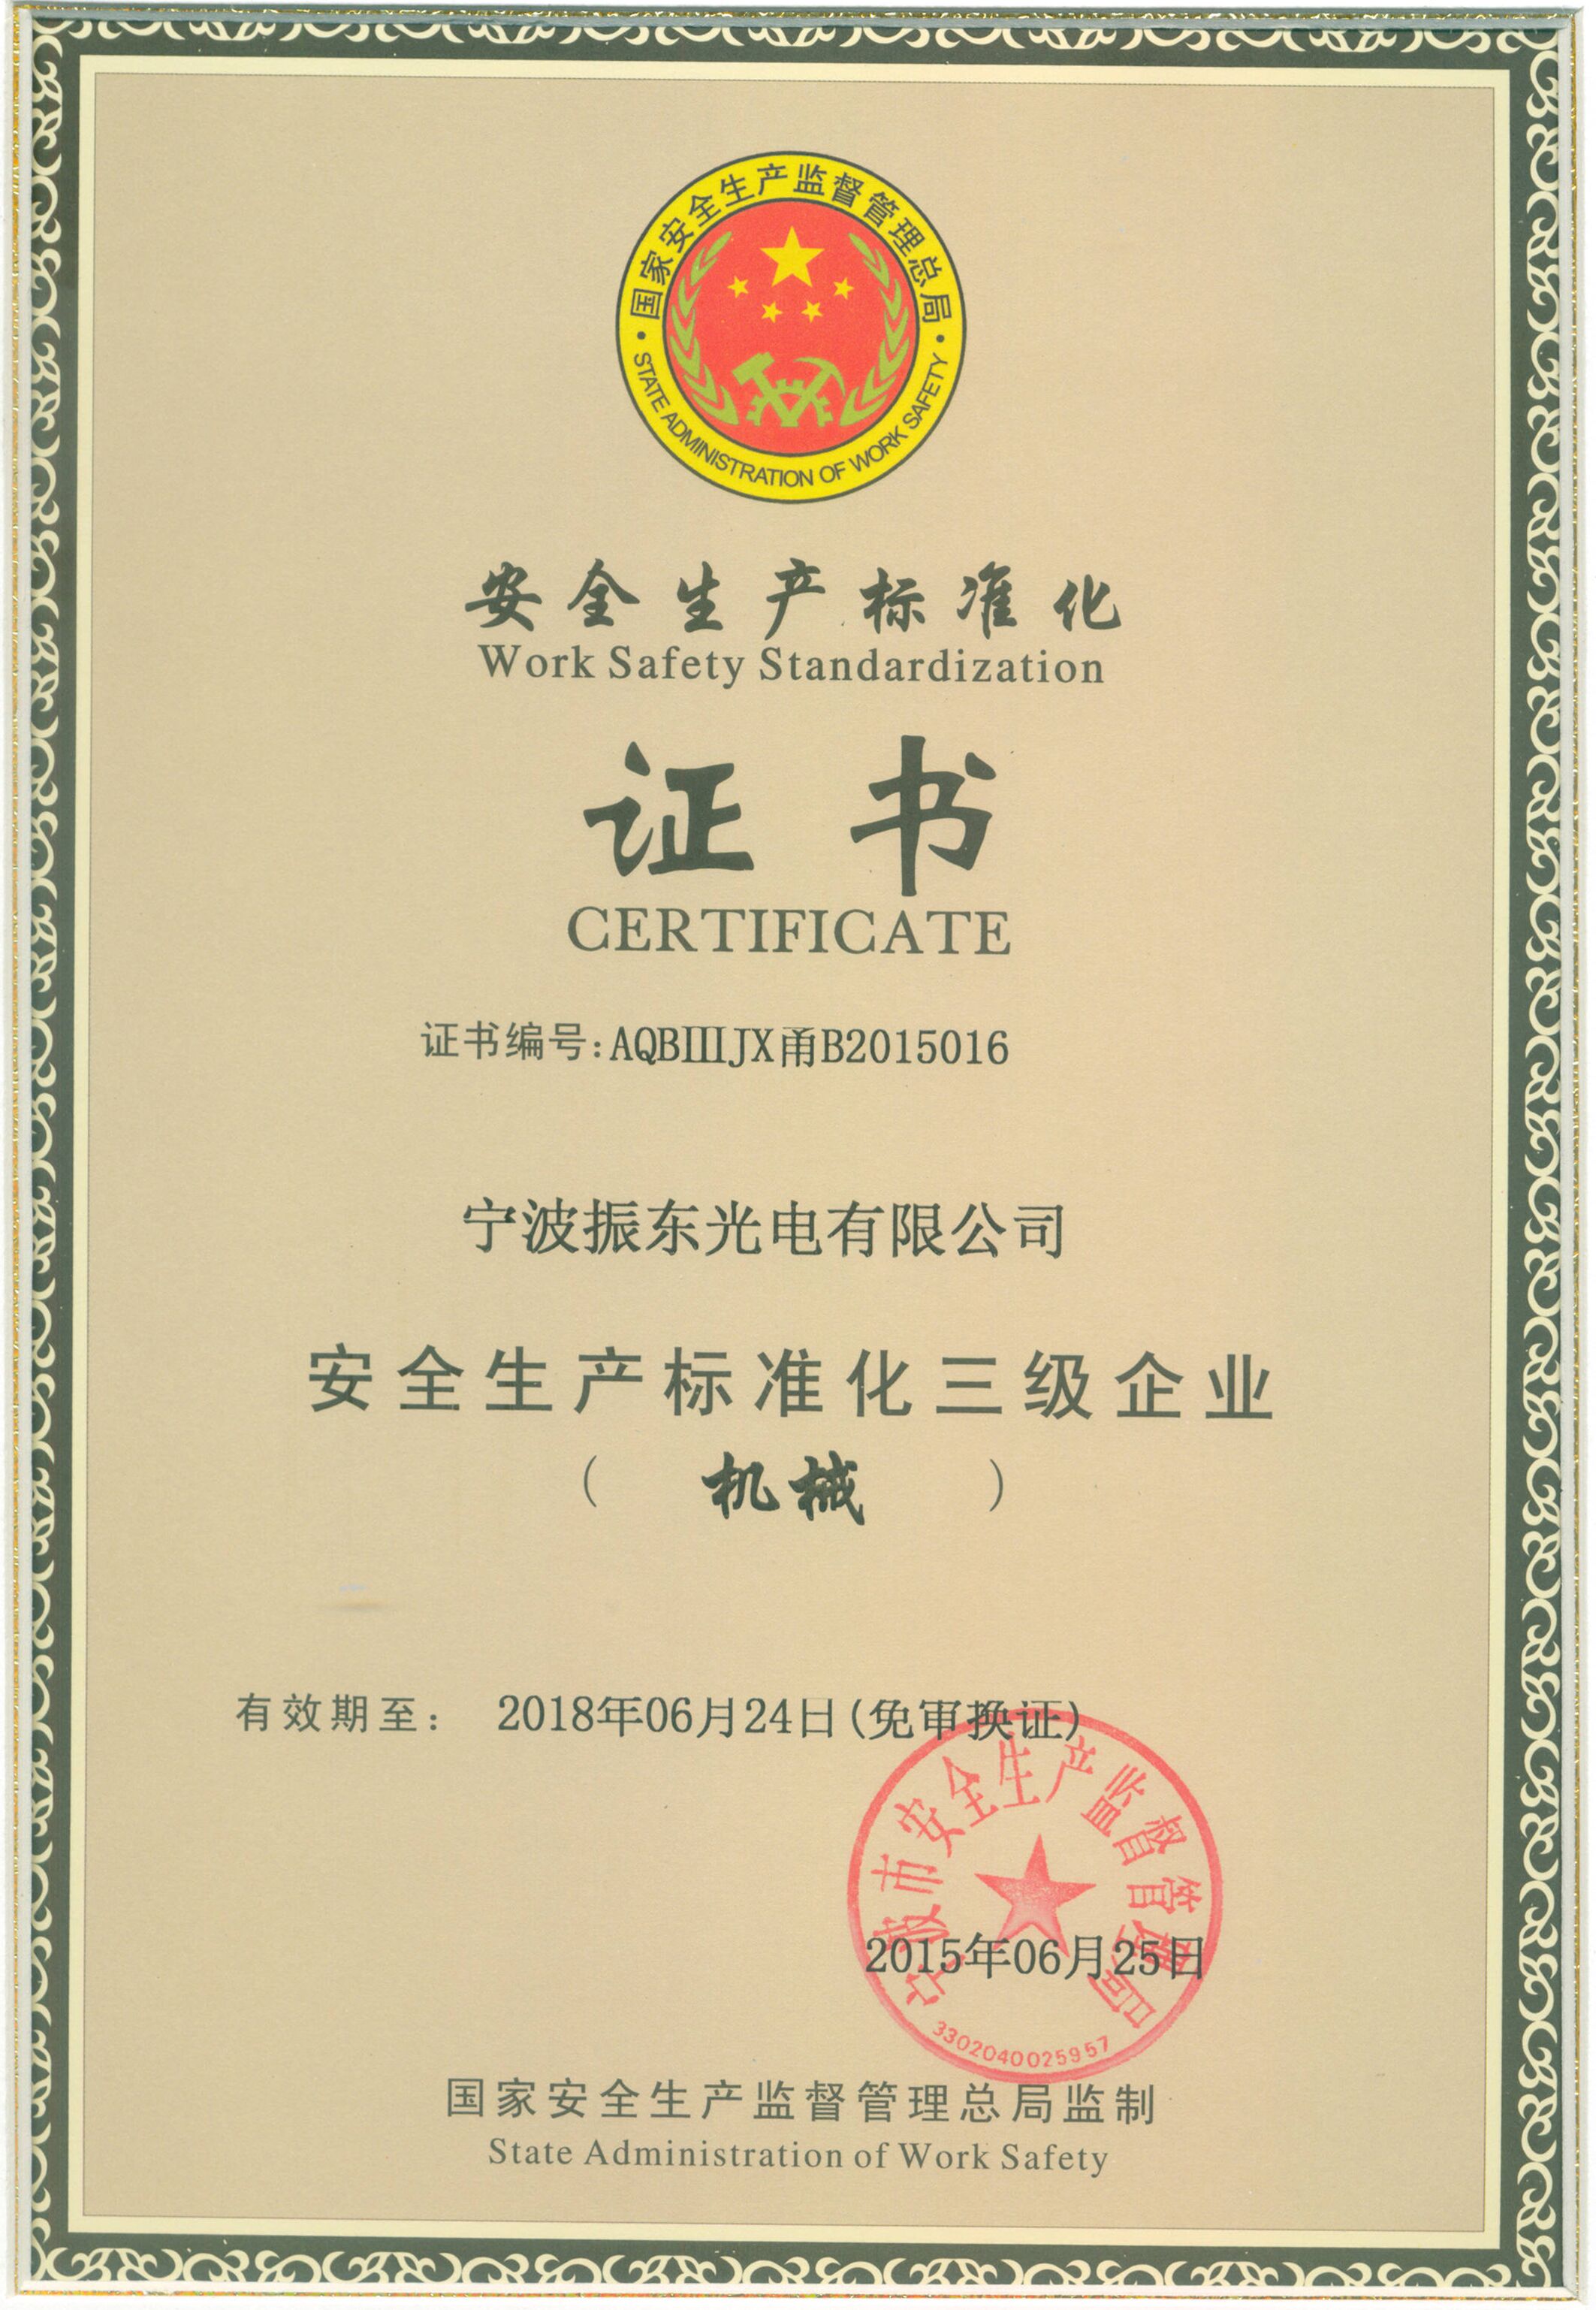 国家安全生产监督管理总局
STATE ADMINISTRATION OF WORK SAFETY
安全生产标准化
Work Safety Standardization
证书
CERTIFICATE
证书编号:AQBⅢJX甬B2015016
宁波振东光电有限公司
安全生产标准化三级企业
( 机械 )
有效期至: 2018年06月24日(免审换证)
宁波市安全生产监督管理局
2015年06月25日
3302040025957
国家安全生产监督管理总局监制
State Administration of Work Safety